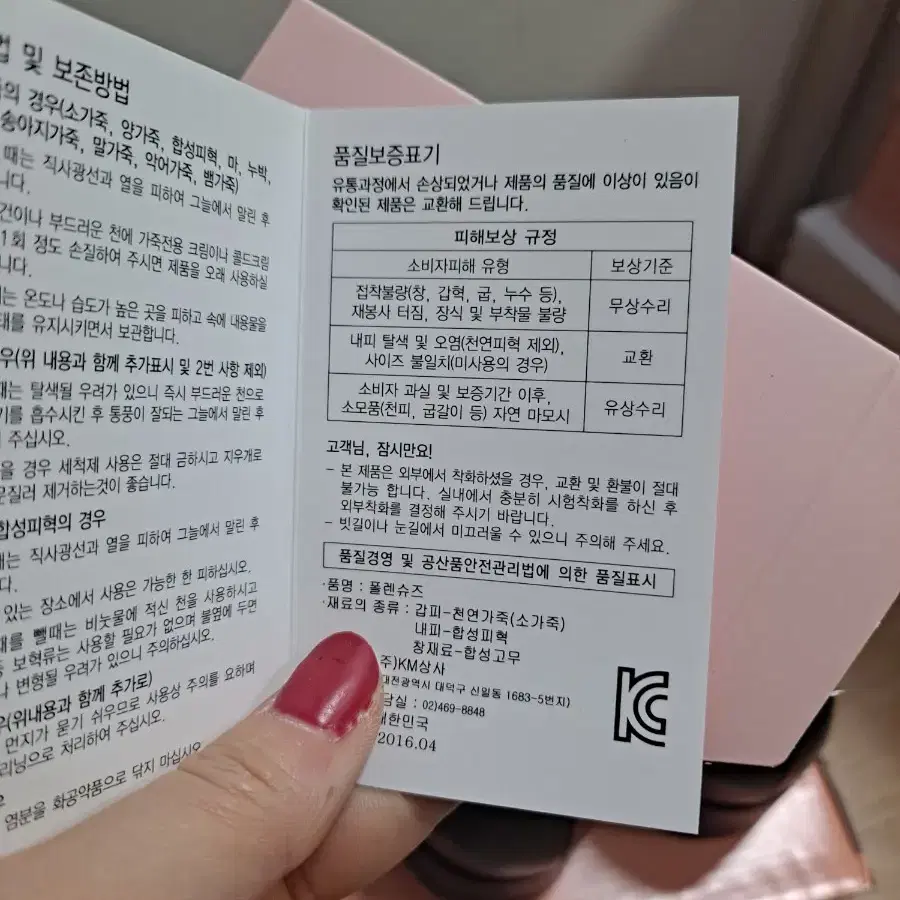 법 및 보존방법
의 경우(소가죽, 양가죽, 합성피혁, 마, 누박,
송아지가죽, 말가죽, 악어가죽, 뱀가죽)
때는 직사광선과 열을 피하여 그늘에서 말린 후
니다.
건이나 부드러운 천에 가죽전용 크림이나 콜드크림
1회 정도 손질하여 주시면 제품을 오래 사용하실
니다.
는 온도나 습도가 높은 곳을 피하고 속에 내용물을
태를 유지시키면서 보관합니다.
우(위 내용과 함께 추가표시 및 2번 사항 제외)
때는 탈색될 우려가 있으니 즉시 부드러운 천으로
기를 흡수시킨 후 통풍이 잘되는 그늘에서 말린 후
주십시오.
을 경우 세척제 사용은 절대 금하시고 지우개로
문질러 제거하는것이 좋습니다.
합성피혁의 경우
때는 직사광선과 열을 피하여 그늘에서 말린 후
다.
있는 장소에서 사용은 가능한 한 피하십시오.
때를 뺄때는 비눗물에 적신 천을 사용하시고
보혁류는 사용할 필요가 없으며 불옆에 두면
나 변형될 우려가 있으니 주의하십시오.
우(위내용과 함께 추가로)
먼지가 묻기 쉬우므로 사용상 주의를 요하며
리닝으로 처리하여 주십시오.
염분을 화공약품으로 닦지 마십시오
품질보증표기
유통과정에서 손상되었거나 제품의 품질에 이상이 있음이
확인된 제품은 교환해 드립니다.
피해보상 규정
소비자피해 유형 보상기준
접착불량(창, 갑혁, 굽, 누수 등),
재봉사 터짐, 장식 및 부착물 불량
무상수리
내피 탈색 및 오염(천연피혁 제외),
사이즈 불일치(미사용의 경우)
교환
소비자 과실 및 보증기간 이후,
소모품(천피, 굽갈이 등) 자연 마모시
유상수리
고객님, 잠시만요!
- 본 제품은 외부에서 착화하셨을 경우, 교환 및 환불이 절대
불가능 합니다. 실내에서 충분히 시험착화를 하신 후
외부착화를 결정해 주시기 바랍니다.
- 빗길이나 눈길에서 미끄러울 수 있으니 주의해 주세요.
품질경영 및 공산품안전관리법에 의한 품질표시
·품명 : 폴렌슈즈
·재료의 종류 : 갑피-천연가죽(소가죽)
내피-합성피혁
창재료-합성고무
주)KM상사
대전광역시 대덕구 신일동 1683-5번지)
담실 : 02)469-8848
대한민국
2016.04
KC